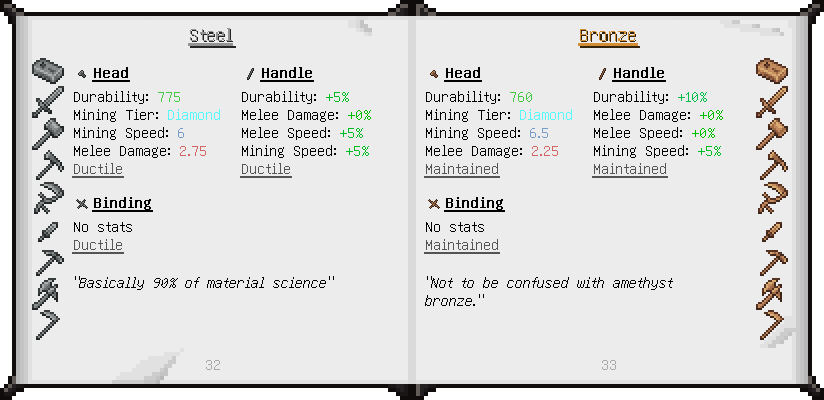 Steel
Head
Durability: 775
Mining Tier: Diamond
Mining Speed: 6
Melee Damage: 2.75
Ductile
Handle
Durability: +5%
Melee Damage: +0%
Melee Speed: +5%
Mining Speed: +5%
Ductile
Binding
No stats
Ductile
"Basically 90% of material science"
32
Bronze
Head
Durability: 760
Mining Tier: Diamond
Mining Speed: 6.5
Melee Damage: 2.25
Maintained
Handle
Durability: +10%
Melee Damage: +0%
Melee Speed: +0%
Mining Speed: +5%
Maintained
Binding
No stats
Maintained
"Not to be confused with amethyst
bronze."
33